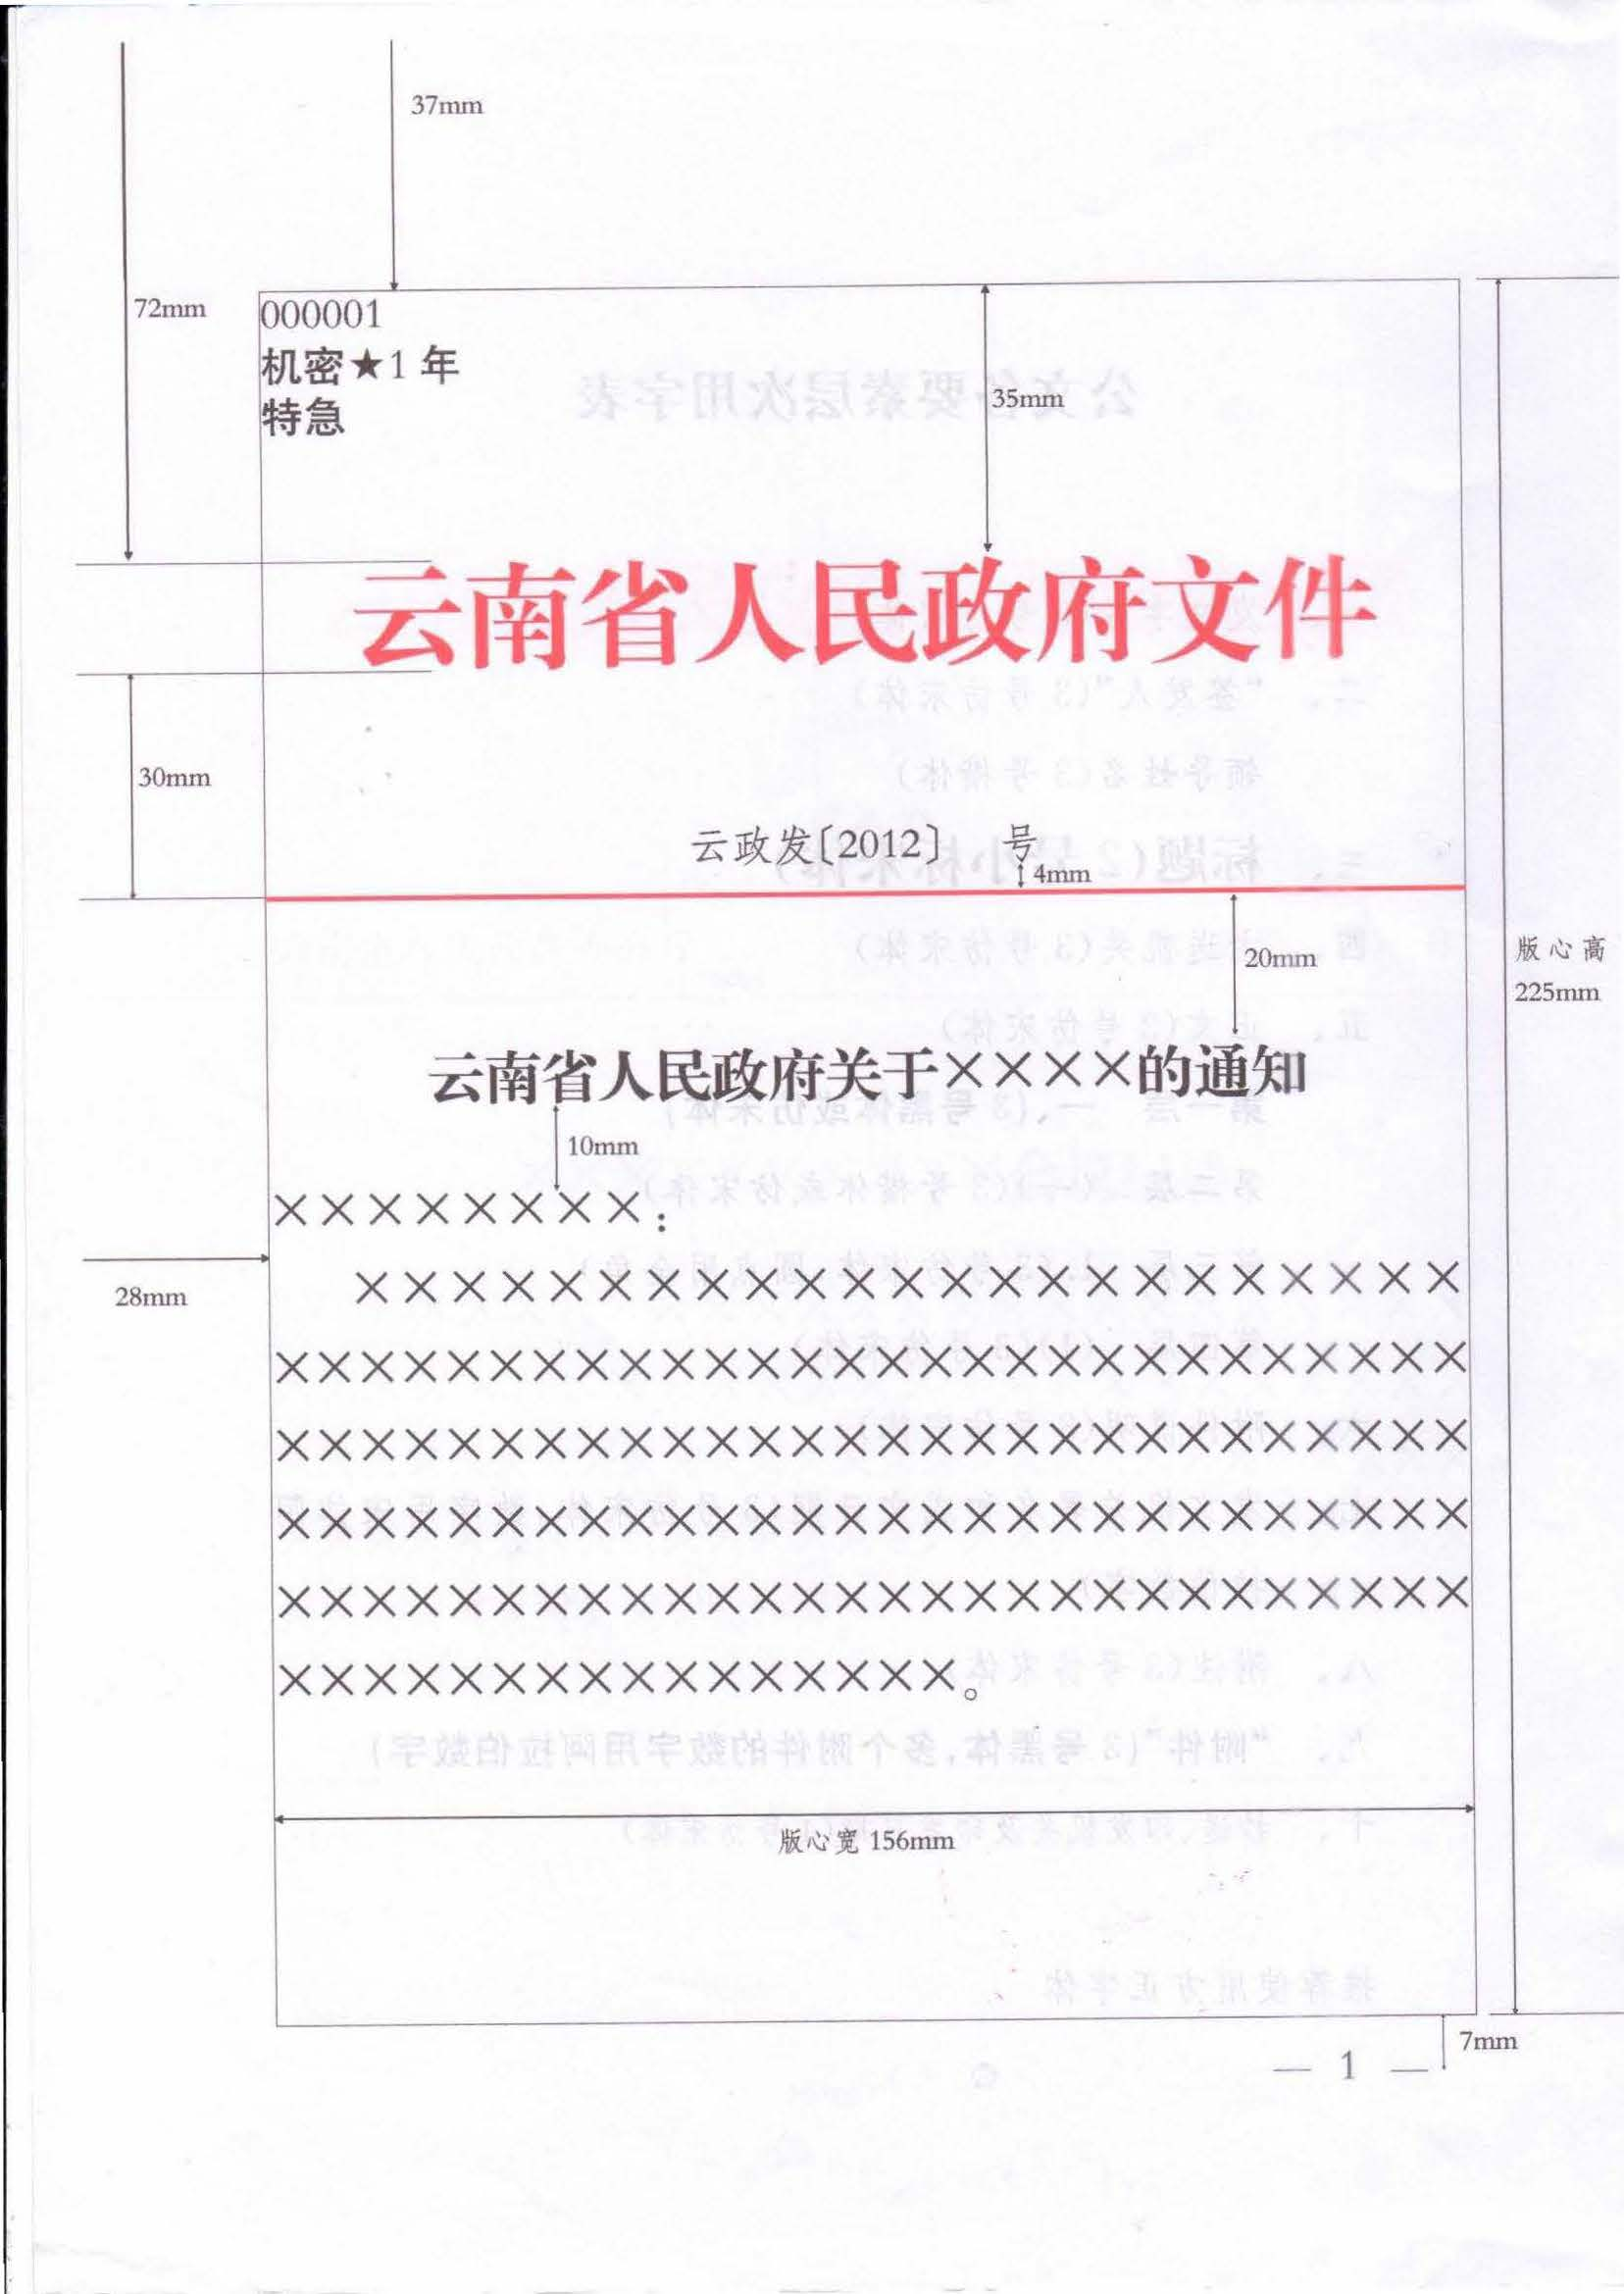 37mm
72mm
000001
机密★1 年
特急
35mm
云南省人民政府文件
30mm
云政发〔2012〕 号
4mm
20mm
版心高
225mm
云南省人民政府关于××××的通知
10mm
××××××××：
28mm
×××××××××××××××××××××××
××××××××××××××××××××××××××××
××××××××××××××××××××××××××××
××××××××××××××××××××××××××××
××××××××××××××××××××××××××××
××××××××××××××××。
版心宽 156mm
7mm
— 1 —